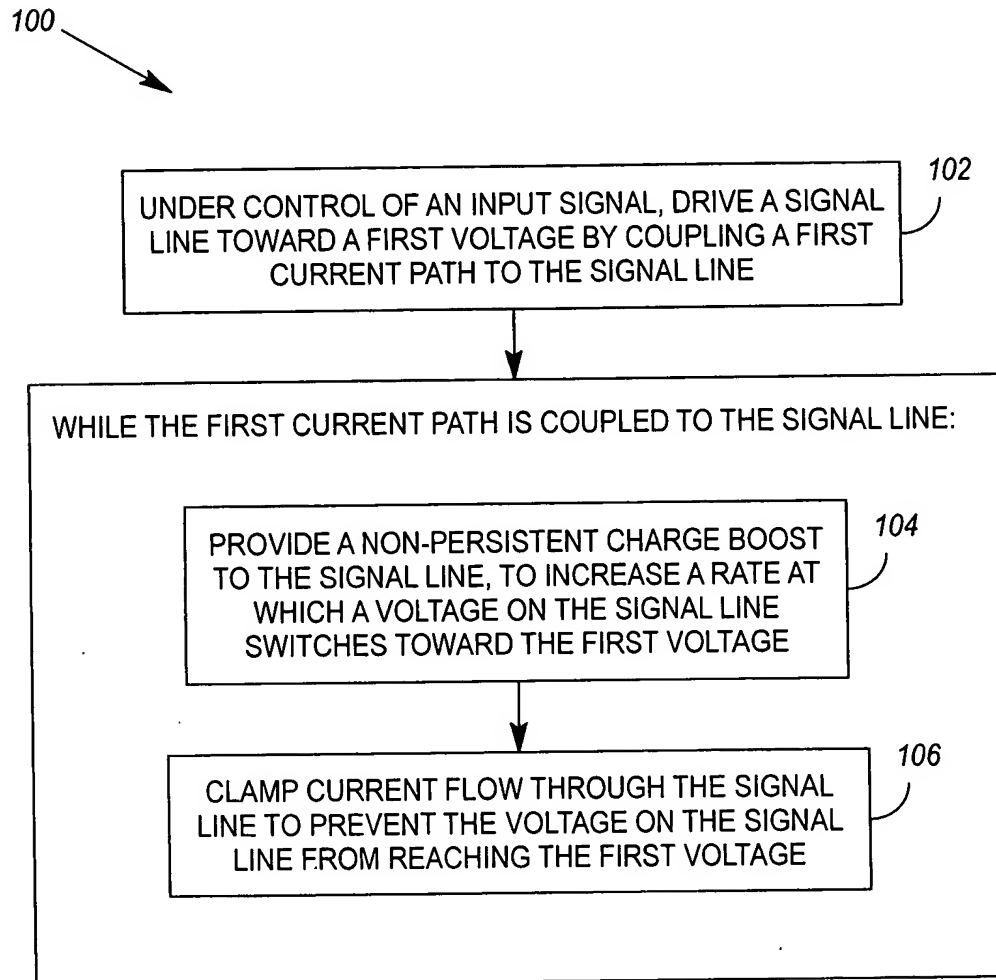 100
102
UNDER CONTROL OF AN INPUT SIGNAL, DRIVE A SIGNAL
LINE TOWARD A FIRST VOLTAGE BY COUPLING A FIRST
CURRENT PATH TO THE SIGNAL LINE
WHILE THE FIRST CURRENT PATH IS COUPLED TO THE SIGNAL LINE:
104
PROVIDE A NON-PERSISTENT CHARGE BOOST
TO THE SIGNAL LINE, TO INCREASE A RATE AT
WHICH A VOLTAGE ON THE SIGNAL LINE
SWITCHES TOWARD THE FIRST VOLTAGE
106
CLAMP CURRENT FLOW THROUGH THE SIGNAL
LINE TO PREVENT THE VOLTAGE ON THE SIGNAL
LINE FROM REACHING THE FIRST VOLTAGE